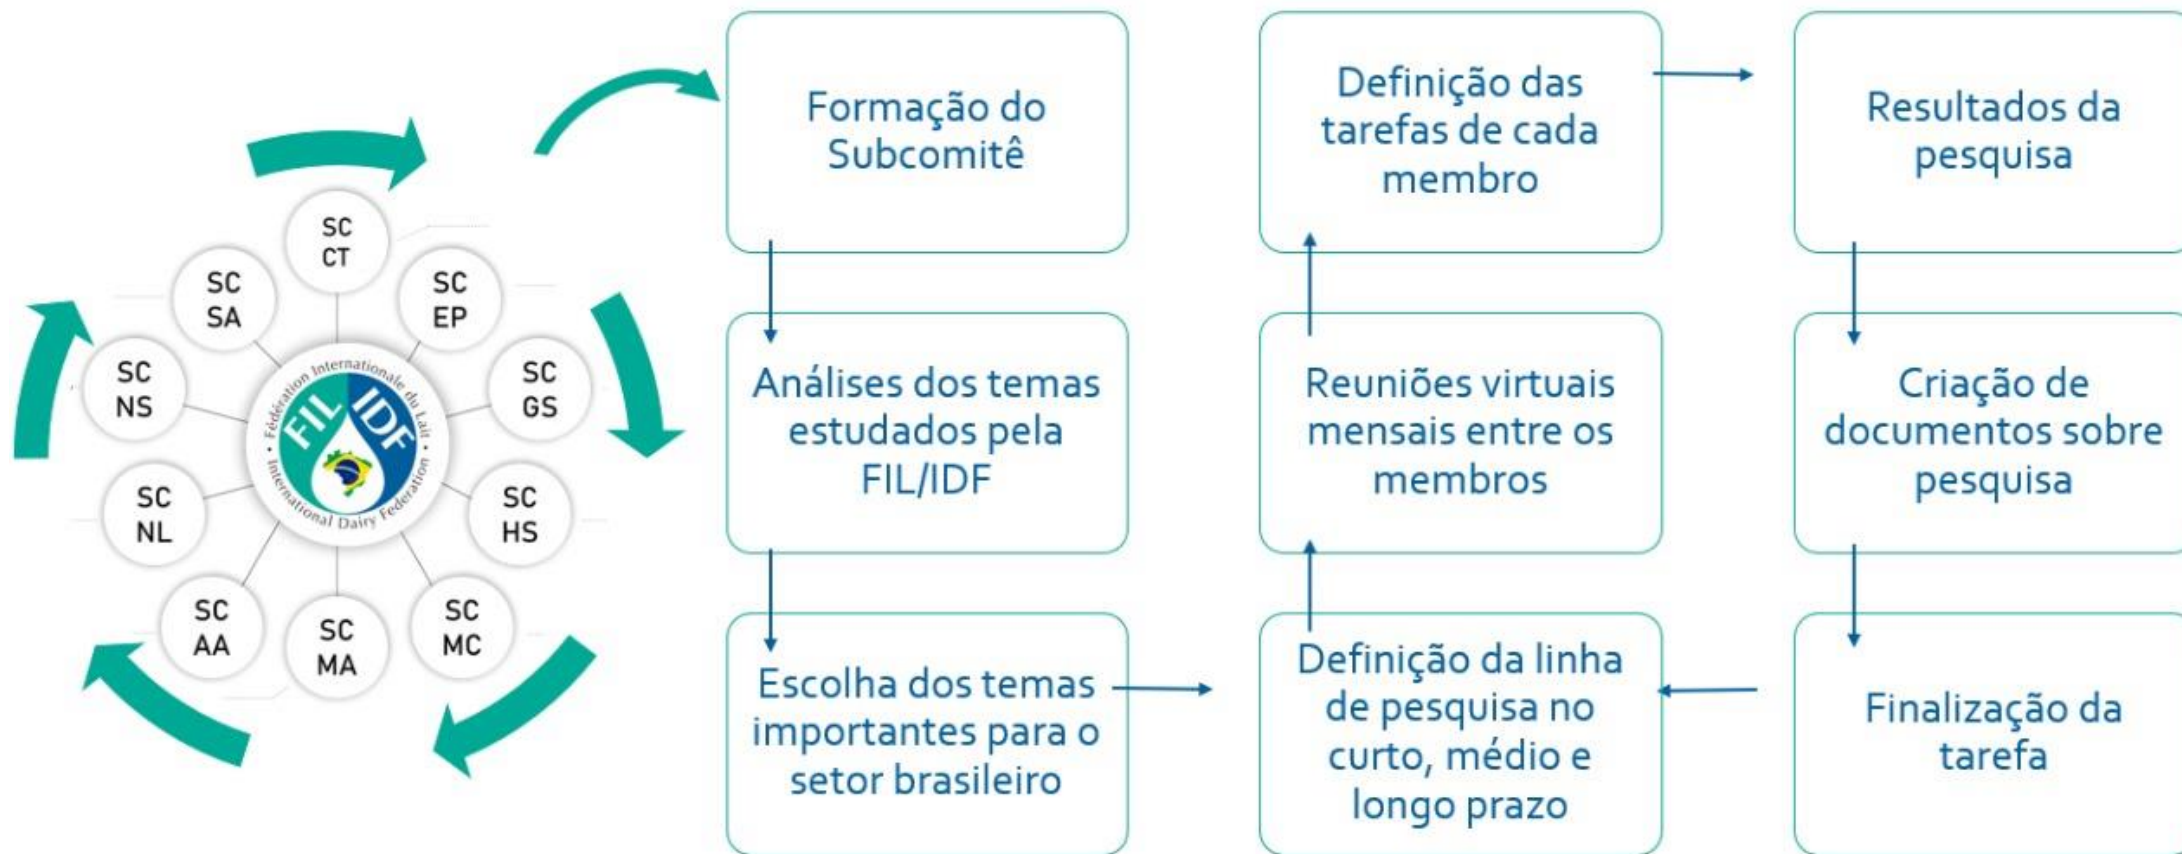 SC
CT
SC
EP
SC
GS
SC
HS
SC
MC
SC
MA
SC
AA
SC
NL
SC
NS
SC
SA
Fédération Internationale du Lait
FIL
IDF
International Dairy Federation
Formação do
Subcomitê
Análises dos temas
estudados pela
FIL/IDF
Escolha dos temas
importantes para o
setor brasileiro
Definição da linha
de pesquisa no
curto, médio e
longo prazo
Reuniões virtuais
mensais entre os
membros
Definição das
tarefas de cada
membro
Resultados da
pesquisa
Criação de
documentos sobre
pesquisa
Finalização da
tarefa